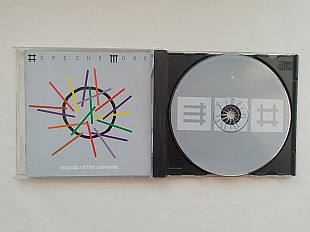 DEPECHE MODE
sounds of the universe